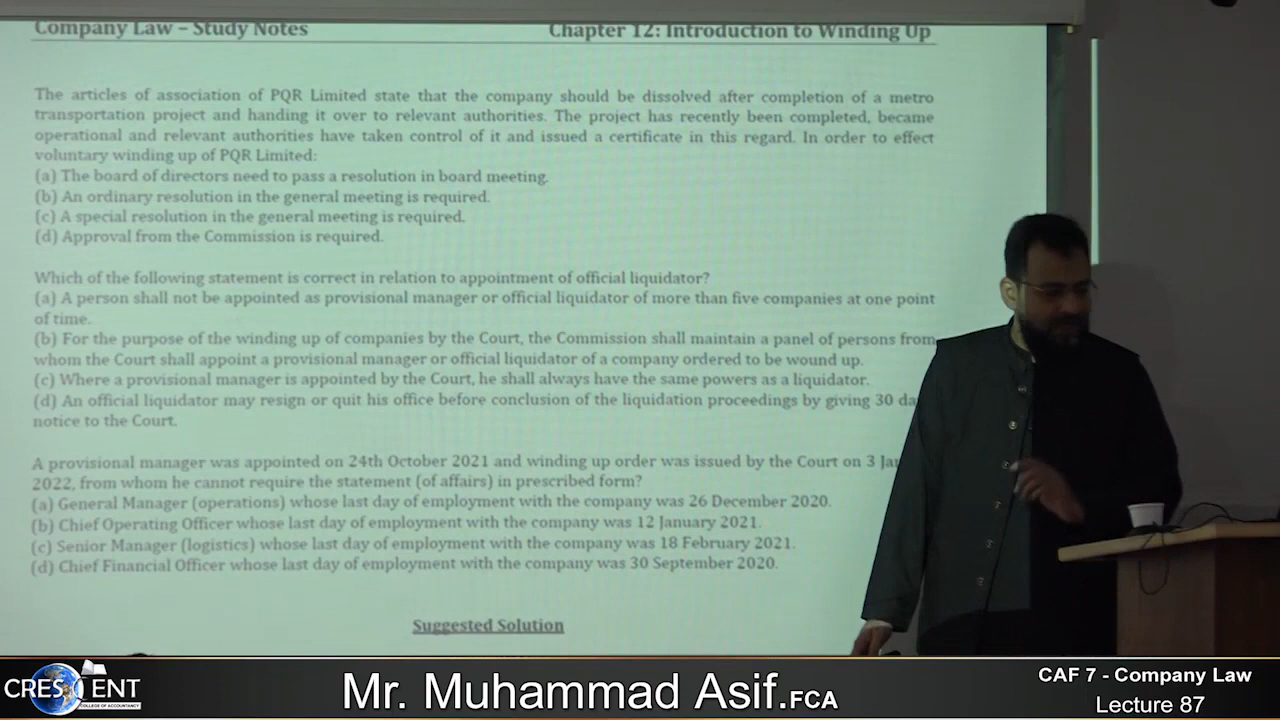 Company Law – Study Notes Chapter 12: Introduction to Winding Up
The articles of association of PQR Limited state that the company should be dissolved after completion of a metro
transportation project and handing it over to relevant authorities. The project has recently been completed, became
operational and relevant authorities have taken control of it and issued a certificate in this regard. In order to effect
voluntary winding up of PQR Limited:
(a) The board of directors need to pass a resolution in board meeting.
(b) An ordinary resolution in the general meeting is required.
(c) A special resolution in the general meeting is required.
(d) Approval from the Commission is required.
Which of the following statement is correct in relation to appointment of official liquidator?
(a) A person shall not be appointed as provisional manager or official liquidator of more than five companies at one point
of time.
(b) For the purpose of the winding up of companies by the Court, the Commission shall maintain a panel of persons from
whom the Court shall appoint a provisional manager or official liquidator of a company ordered to be wound up.
(c) Where a provisional manager is appointed by the Court, he shall always have the same powers as a liquidator.
(d) An official liquidator may resign or quit his office before conclusion of the liquidation proceedings by giving 30
notice to the Court.
A provisional manager was appointed on 24th October 2021 and winding up order was issued by the Court on 3
2022, from whom he cannot require the statement (of affairs) in prescribed form?
(a) General Manager (operations) whose last day of employment with the company was 26 December 2020.
(b) Chief Operating Officer whose last day of employment with the company was 12 January 2021.
(c) Senior Manager (logistics) whose last day of employment with the company was 18 February 2021.
(d) Chief Financial Officer whose last day of employment with the company was 30 September 2020.
Suggested Solution
CRESCENT
COLLEGE OF ACCOUNTANCY
Mr. Muhammad Asif.FCA
CAF 7 - Company Law
Lecture 87